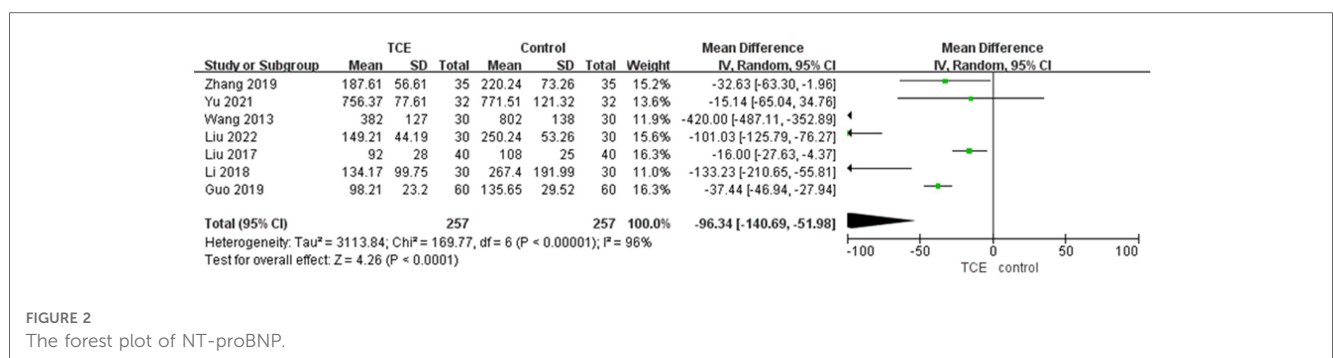 TCE Control Mean Difference Mean Difference
Study or Subgroup Mean SD Total Mean SD Total Weight IV, Random, 95% CI IV, Random, 95% CI
Zhang 2019 187.61 56.61 35 220.24 73.26 35 15.2% -32.63 [-63.30, -1.96]
Yu 2021 756.37 77.61 32 771.51 121.32 32 13.6% -15.14 [-65.04, 34.76]
Wang 2013 382 127 30 802 138 30 11.9% -420.00 [-487.11, -352.89]
Liu 2022 149.21 44.19 30 250.24 53.26 30 15.6% -101.03 [-125.79, -76.27]
Liu 2017 92 28 40 108 25 40 16.3% -16.00 [-27.63, -4.37]
Li 2018 134.17 99.75 30 267.4 191.99 30 11.0% -133.23 [-210.65, -55.81]
Guo 2019 98.21 23.2 60 135.65 29.52 60 16.3% -37.44 [-46.94, -27.94]
Total (95% CI) 257 257 100.0% -96.34 [-140.69, -51.98]
Heterogeneity: Tau² = 3113.84; Chi² = 169.77, df = 6 (P < 0.00001); I² = 96%
Test for overall effect: Z = 4.26 (P < 0.0001)
-100 -50 0 50 100
TCE control
FIGURE 2
The forest plot of NT-proBNP.